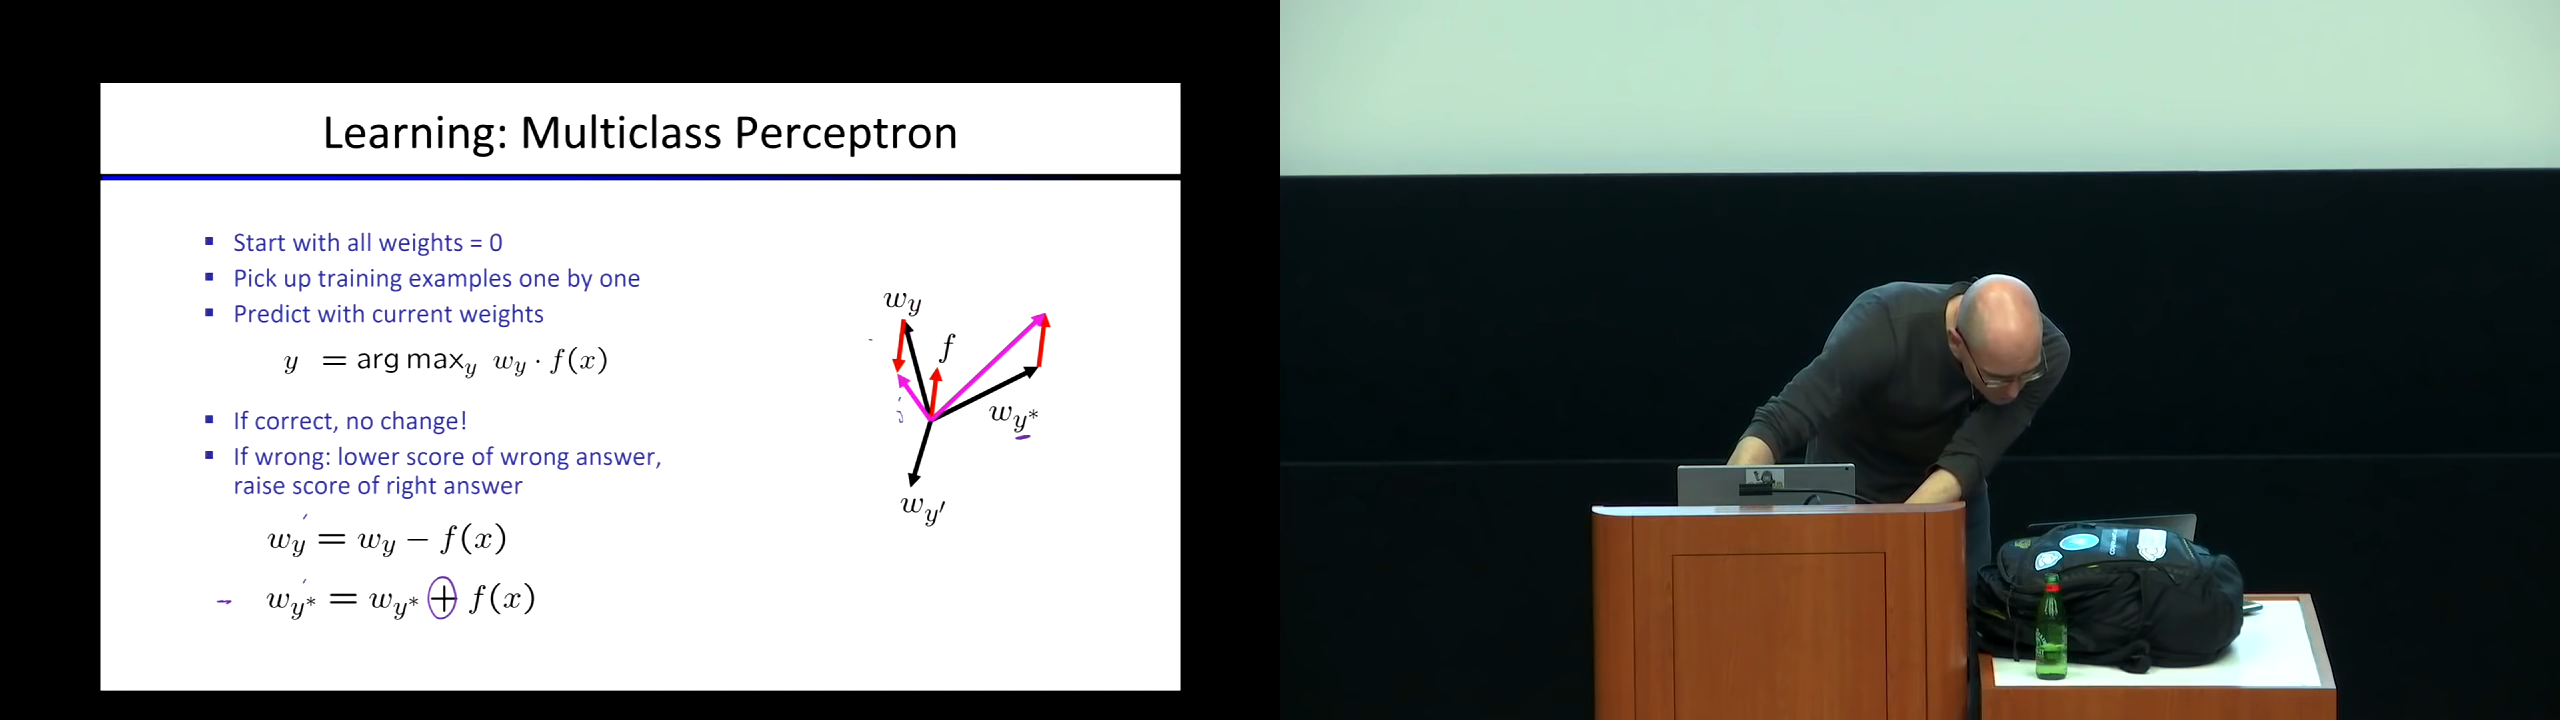 Learning: Multiclass Perceptron
▪ Start with all weights = 0
▪ Pick up training examples one by one
▪ Predict with current weights
y = arg max_y w_y · f(x)
▪ If correct, no change!
▪ If wrong: lower score of wrong answer,
raise score of right answer
w_y' = w_y − f(x)
w_y*' = w_y* + f(x)
w_y
f
w_y*
w_y'